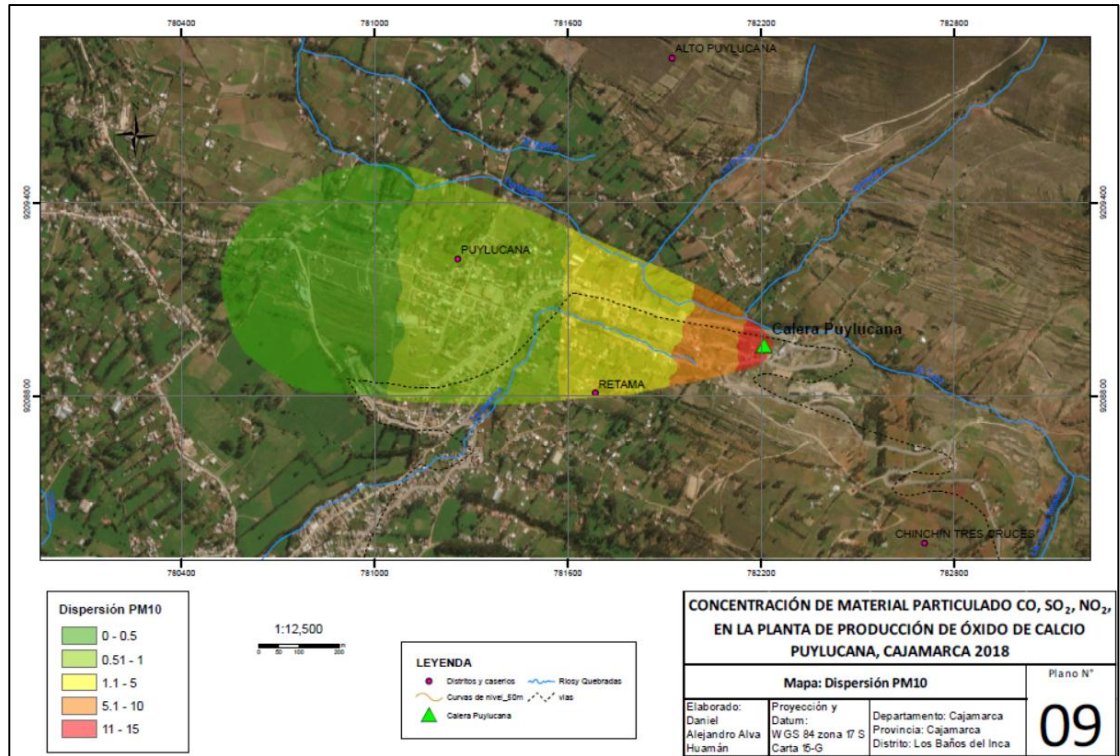 780400 781000 781600 782200 782800
ALTO PUYLUCANA
9209400
9209400
PUYLUCANA
Calera Puylucana
RETAMA
9208800
9208800
CHINCHIN TRES CRUCES
780400 781000 781600 782200 782800
Dispersión PM10
0 - 0.5
0.51 - 1
1.1 - 5
5.1 - 10
11 - 15
1:12,500
LEYENDA
Distritos y caserios
Rios y Quebradas
Curvas de nivel_50m
vias
Calera Puylucana
CONCENTRACIÓN DE MATERIAL PARTICULADO CO, SO₂, NO₂,
EN LA PLANTA DE PRODUCCIÓN DE ÓXIDO DE CALCIO
PUYLUCANA, CAJAMARCA 2018
Mapa: Dispersión PM10
Plano N°
09
Elaborado:
Daniel
Alejandro Alva
Huamán
Proyección y
Datum:
WGS 84 zona 17 S
Carta 15-G
Departamento: Cajamarca
Provincia: Cajamarca
Distrito: Los Baños del Inca